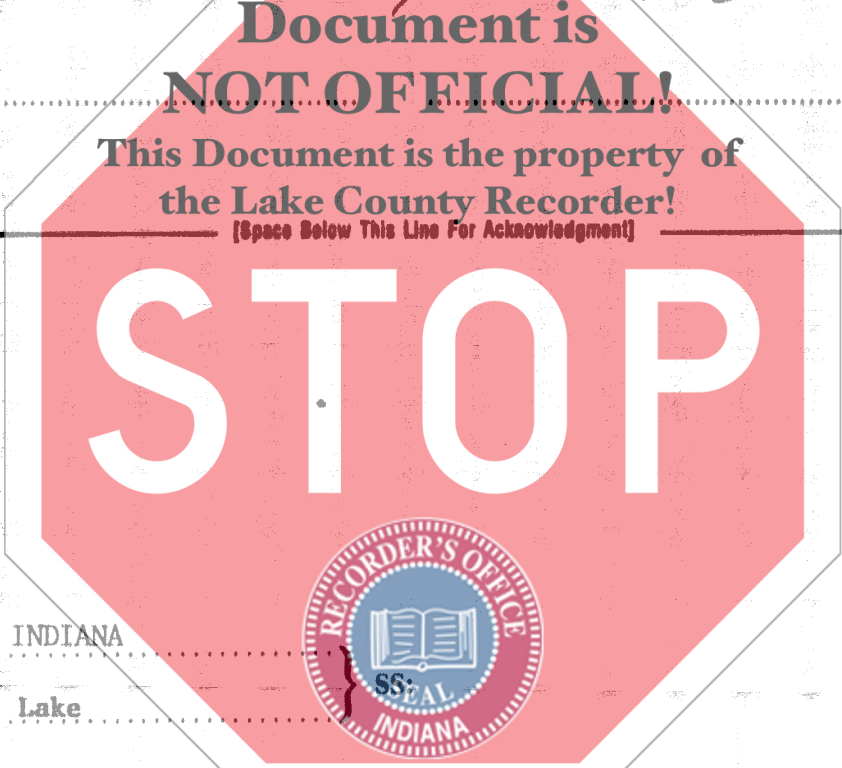 Document is
NOT OFFICIAL!
This Document is the property of
the Lake County Recorder!
[Space Below This Line For Acknowledgment]
STOP
RECORDER'S OFFICE
INDIANA
SS:
SEAL
Lake
INDIANA